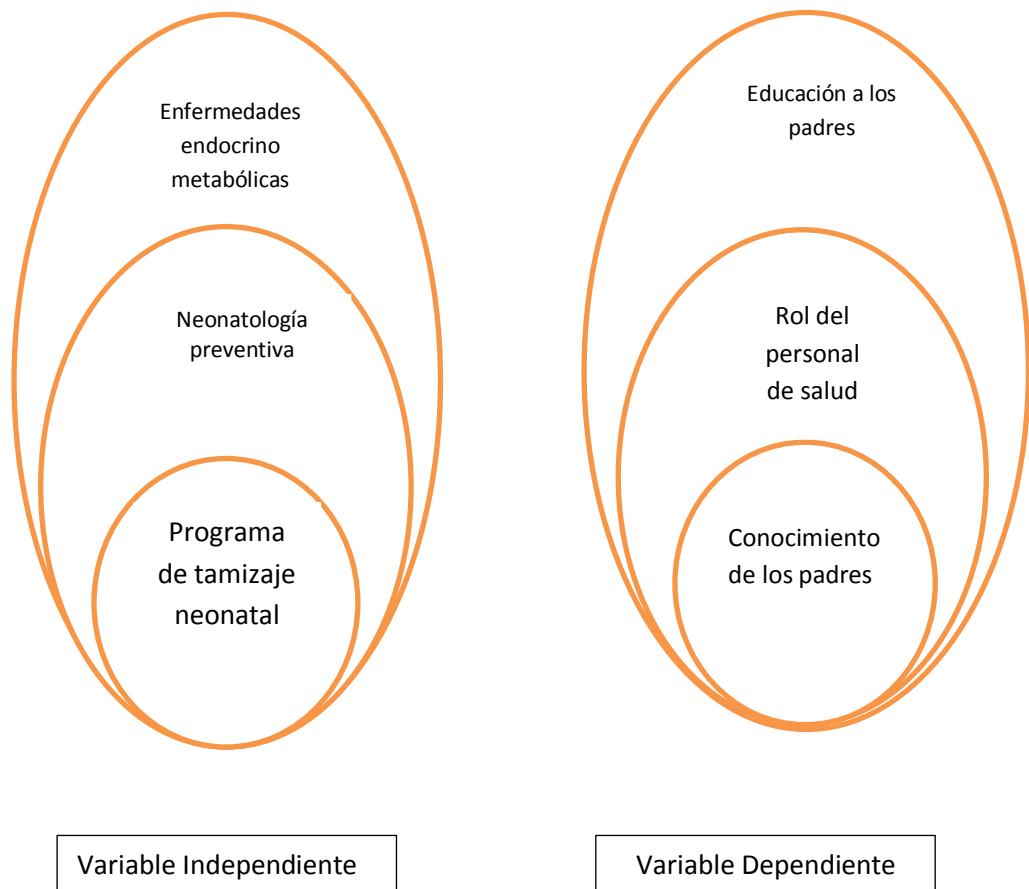 Enfermedades
endocrino
metabólicas
Neonatología
preventiva
Programa
de tamizaje
neonatal
Variable Independiente
Educación a los
padres
Rol del
personal
de salud
Conocimiento
de los padres
Variable Dependiente